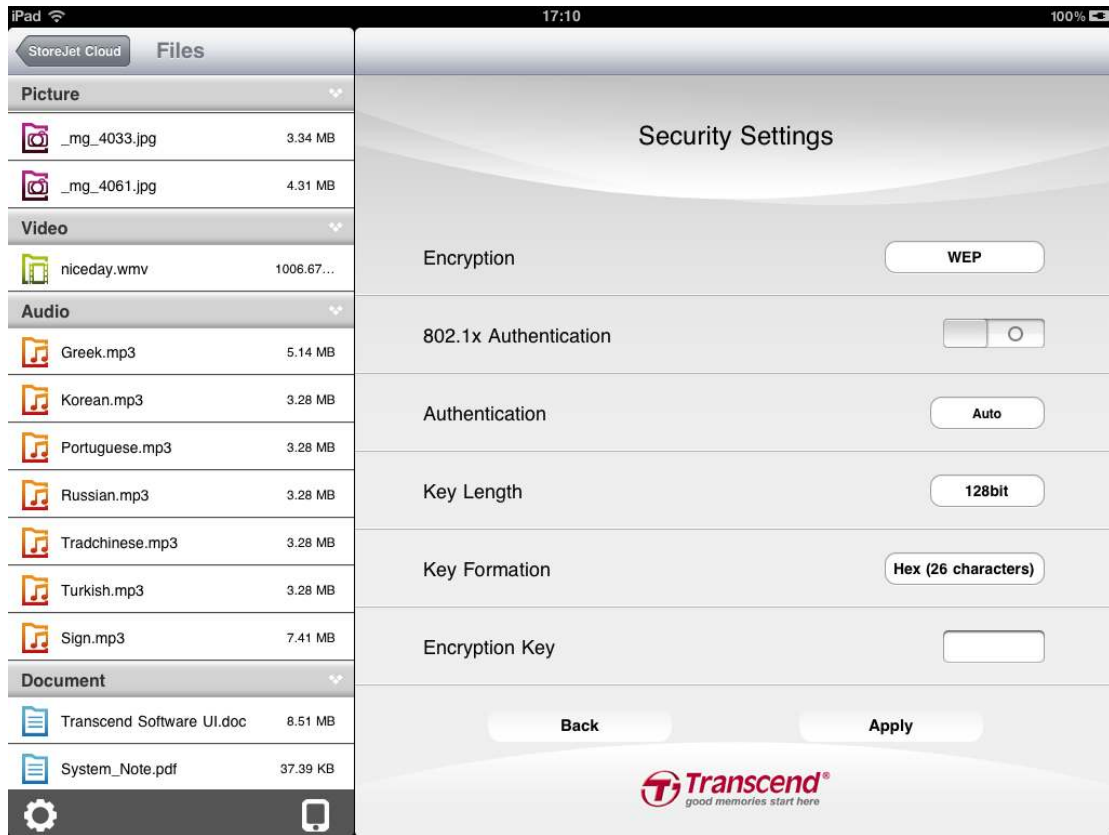 iPad 17:10 100%
StoreJet Cloud Files
Picture
_mg_4033.jpg 3.34 MB
_mg_4061.jpg 4.31 MB
Video
niceday.wmv 1006.67...
Audio
Greek.mp3 5.14 MB
Korean.mp3 3.28 MB
Portuguese.mp3 3.28 MB
Russian.mp3 3.28 MB
Tradchinese.mp3 3.28 MB
Turkish.mp3 3.28 MB
Sign.mp3 7.41 MB
Document
Transcend Software UI.doc 8.51 MB
System_Note.pdf 37.39 KB
Security Settings
Encryption WEP
802.1x Authentication
Authentication Auto
Key Length 128bit
Key Formation Hex (26 characters)
Encryption Key
Back Apply
Transcend®
good memories start here